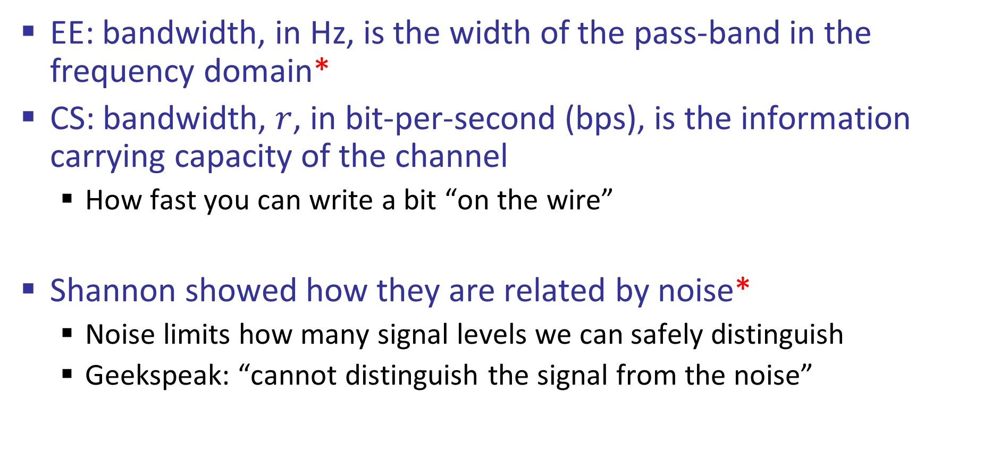 ▪ EE: bandwidth, in Hz, is the width of the pass-band in the
frequency domain*
▪ CS: bandwidth, r, in bit-per-second (bps), is the information
carrying capacity of the channel
▪ How fast you can write a bit “on the wire”
▪ Shannon showed how they are related by noise*
▪ Noise limits how many signal levels we can safely distinguish
▪ Geekspeak: “cannot distinguish the signal from the noise”